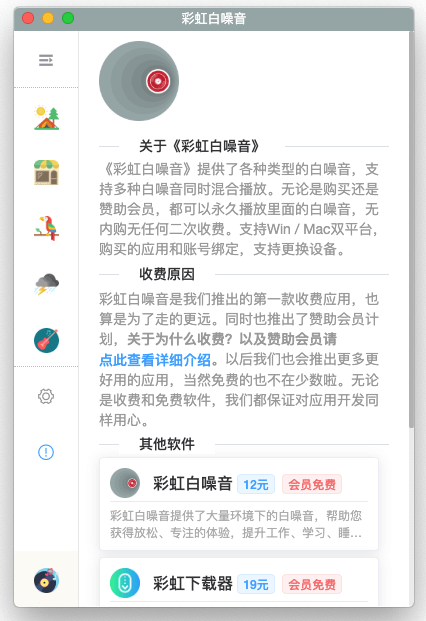 彩虹白噪音
关于《彩虹白噪音》
《彩虹白噪音》提供了各种类型的白噪音，支
持多种白噪音同时混合播放。无论是购买还是
赞助会员，都可以永久播放里面的白噪音，无
内购无任何二次收费。支持Win / Mac双平台，
购买的应用和账号绑定，支持更换设备。
收费原因
彩虹白噪音是我们推出的第一款收费应用，也
算是为了走的更远。同时也推出了赞助会员计
划，关于为什么收费？以及赞助会员请
点此查看详细介绍。以后我们也会推出更多更
好用的应用，当然免费的也不在少数啦。无论
是收费和免费软件，我们都保证对应用开发同
样用心。
其他软件
彩虹白噪音 12元 会员免费
彩虹白噪音提供了大量环境下的白噪音，帮助您
获得放松、专注的体验，提升工作、学习、睡...
彩虹下载器 19元 会员免费